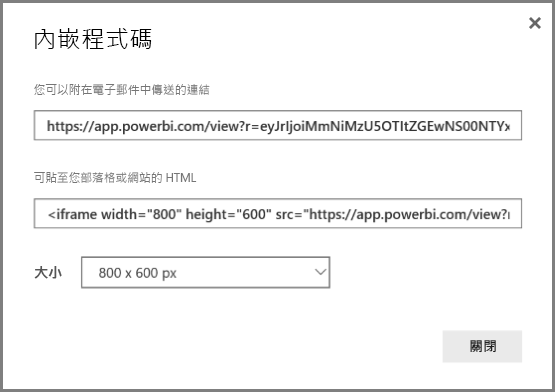 內嵌程式碼
您可以附在電子郵件中傳送的連結
https://app.powerbi.com/view?r=eyJrIjoiMmNiMzU5OTItZGEwNS00NTYx
可貼至您部落格或網站的 HTML
<iframe width="800" height="600" src="https://app.powerbi.com/view?r
大小 800 x 600 px
關閉